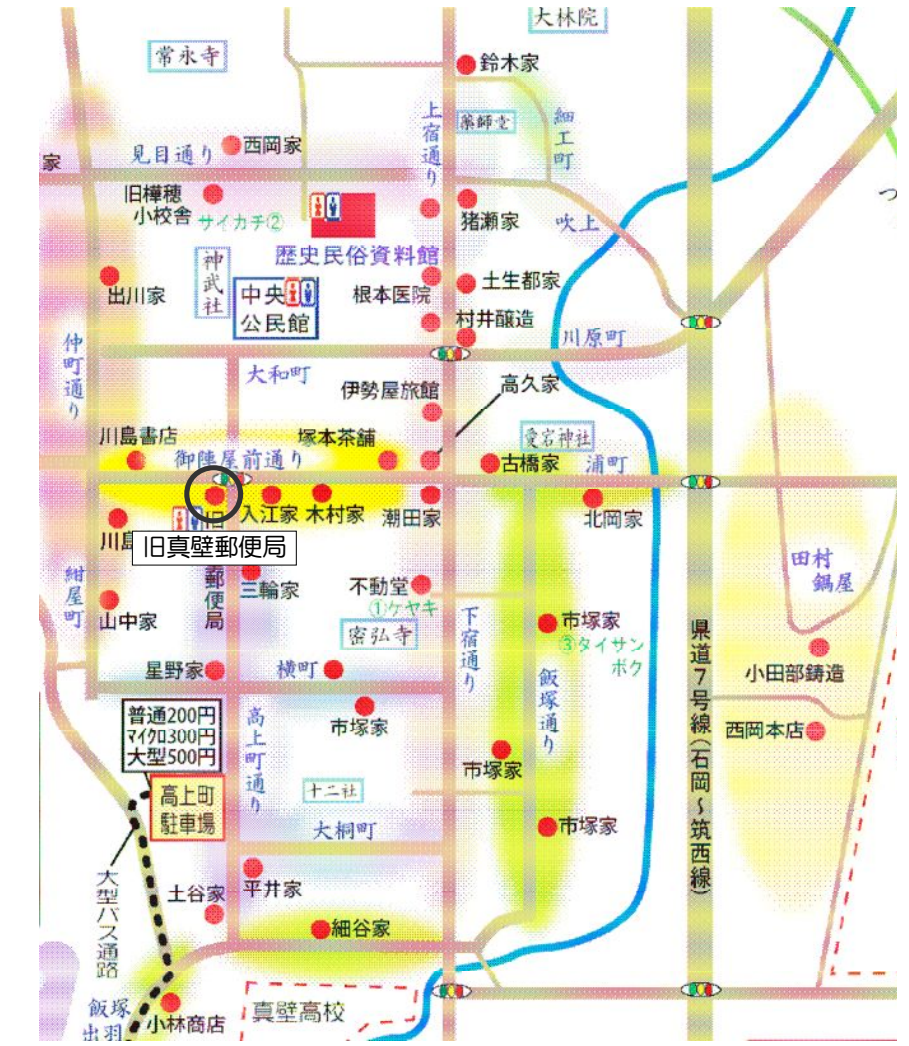 大林院
常永寺
鈴木家
上宿通り
薬師堂
細工町
家
見目通り
西岡家
旧樺穂
小校舎
サイカチ②
猪瀬家
吹上
つ
歴史民俗資料館
神武社
出川家
中央
公民館
根本医院
土生都家
村井醸造
川原町
仲町通り
大和町
伊勢屋旅館
高久家
川島書店
塚本茶舗
御陣屋前通り
愛宕神社
古橋家
浦町
入江家
木村家
潮田家
北岡家
旧
川島
旧真壁郵便局
郵便局
紺屋町
三輪家
不動堂
①ケヤキ
山中家
密弘寺
下宿通り
市塚家
③タイサン
ボク
田村
鍋屋
小田部鋳造
星野家
横町
飯塚通り
県道7号線(石岡~筑西線)
市塚家
西岡本店
普通200円
マイクロ300円
大型500円
高上町通り
市塚家
高上町
駐車場
十二社
大桐町
市塚家
大型バス通路
土谷家
平井家
細谷家
飯塚
出羽
小林商店
真壁高校